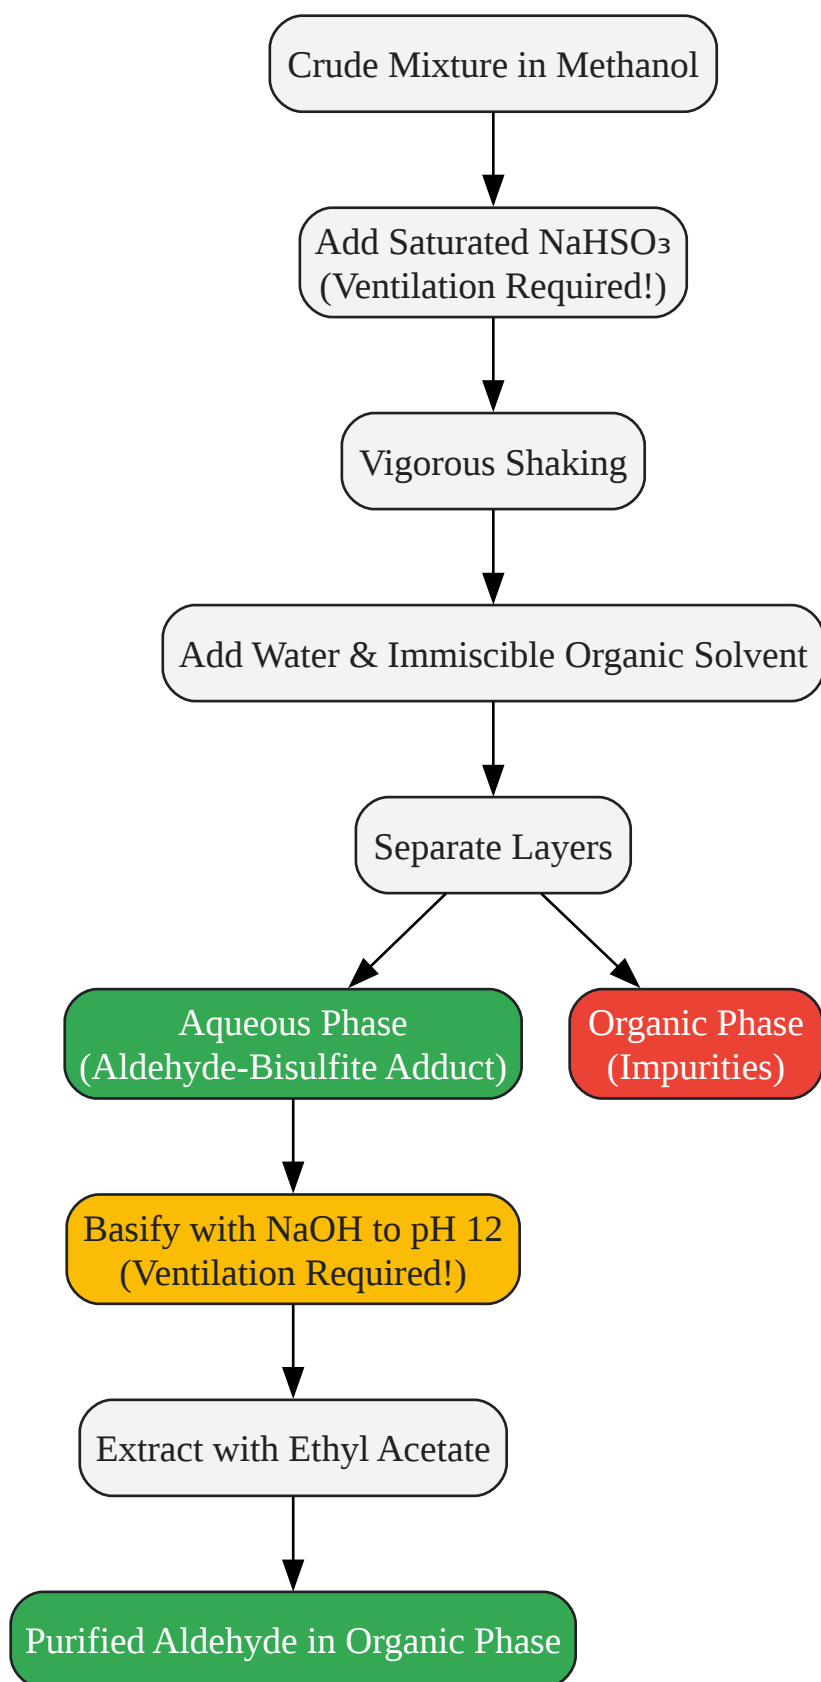 Crude Mixture in Methanol
Add Saturated NaHSO₃
(Ventilation Required!)
Vigorous Shaking
Add Water & Immiscible Organic Solvent
Separate Layers
Aqueous Phase
(Aldehyde-Bisulfite Adduct)
Organic Phase
(Impurities)
Basify with NaOH to pH 12
(Ventilation Required!)
Extract with Ethyl Acetate
Purified Aldehyde in Organic Phase